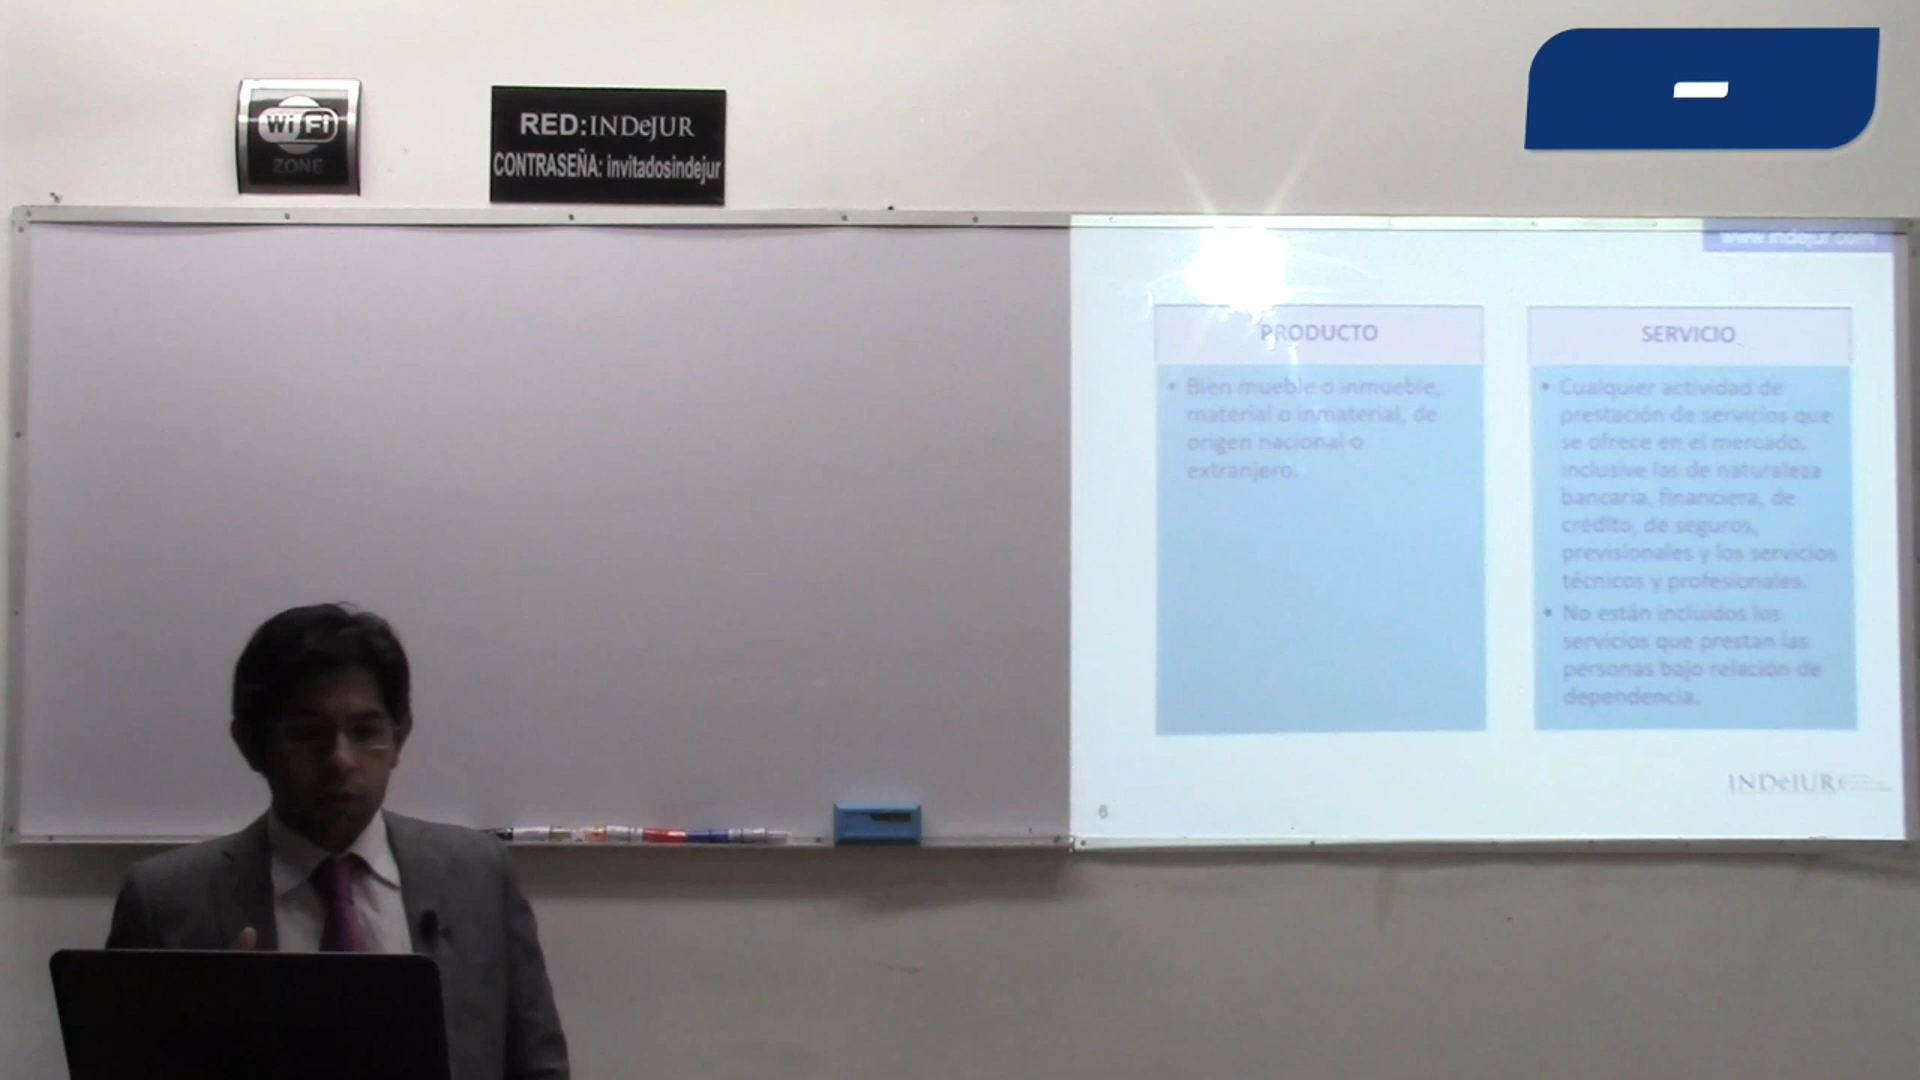 WiFi
ZONE
RED:INDeJUR
CONTRASEÑA: invitadosindejur
www.indejur.com
PRODUCTO
• Bien mueble o inmueble,
material o inmaterial, de
origen nacional o
extranjero.
SERVICIO
• Cualquier actividad de
prestación de servicios que
se ofrece en el mercado,
inclusive las de naturaleza
bancaria, financiera, de
crédito, de seguros,
previsionales y los servicios
técnicos y profesionales.
• No están incluidos los
servicios que prestan las
personas bajo relación de
dependencia.
INDeJUR
6